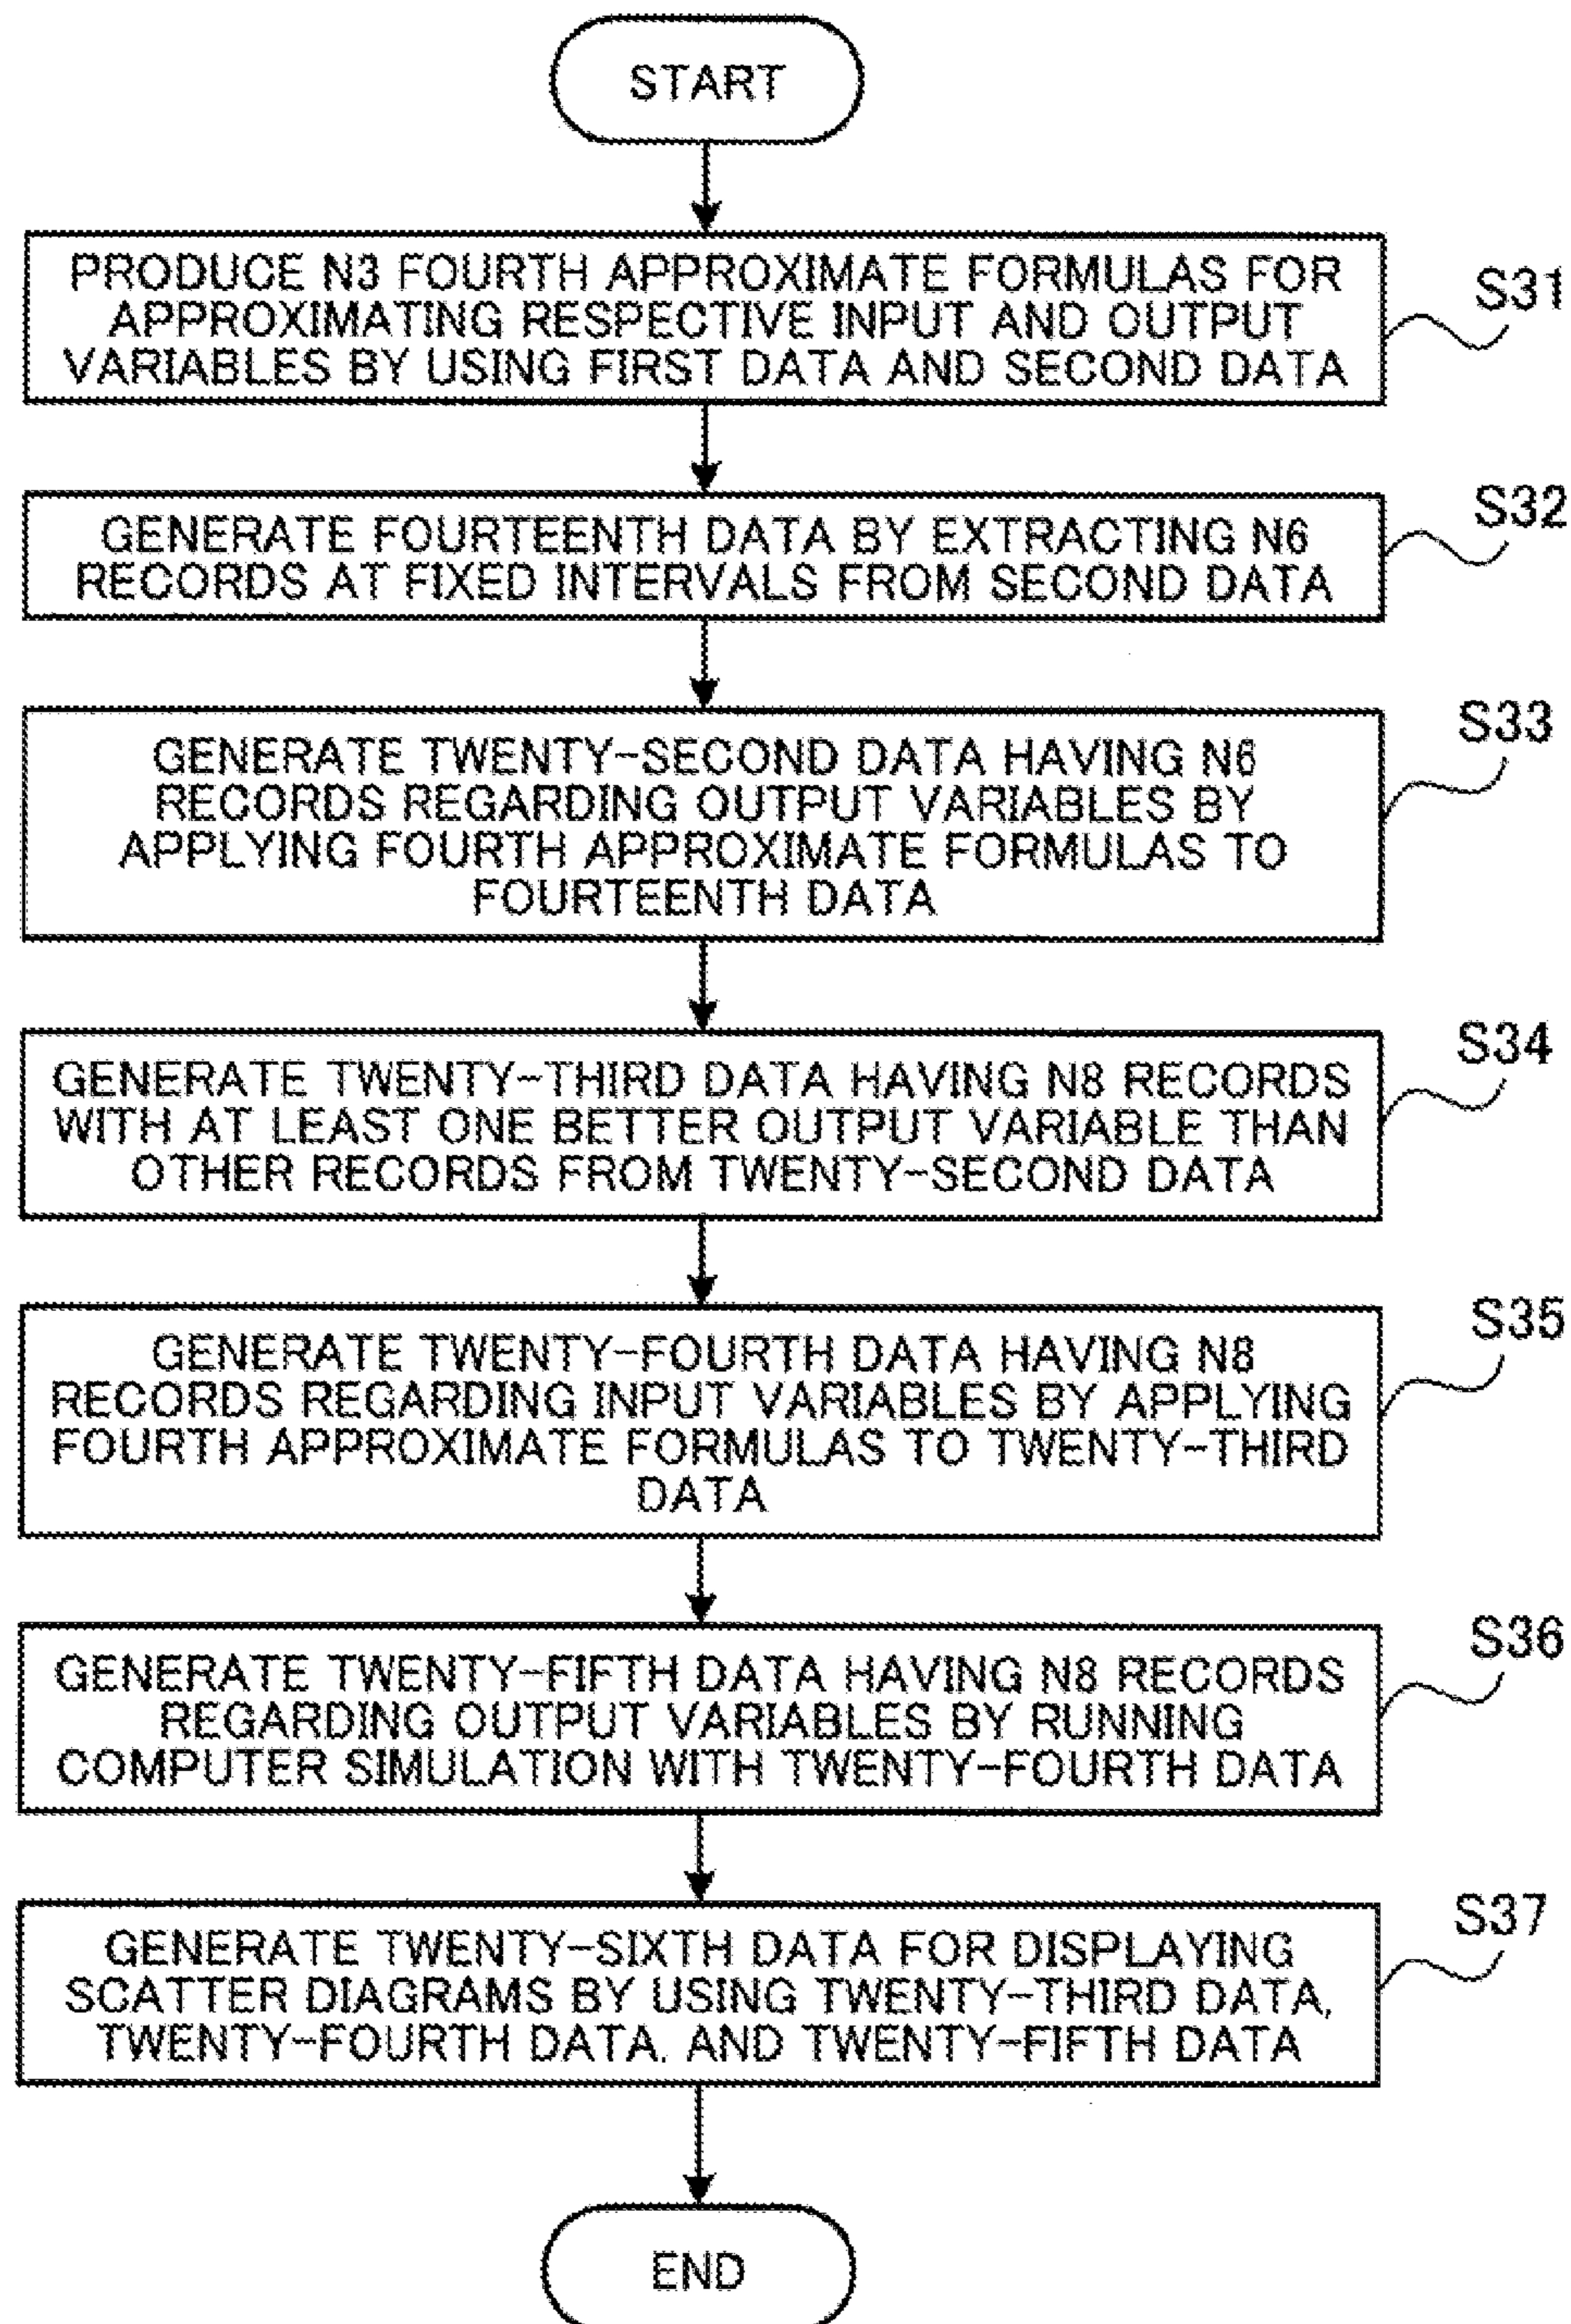 START
PRODUCE N3 FOURTH APPROXIMATE FORMULAS FOR
APPROXIMATING RESPECTIVE INPUT AND OUTPUT
VARIABLES BY USING FIRST DATA AND SECOND DATA
S31
GENERATE FOURTEENTH DATA BY EXTRACTING N6
RECORDS AT FIXED INTERVALS FROM SECOND DATA
S32
GENERATE TWENTY-SECOND DATA HAVING N6
RECORDS REGARDING OUTPUT VARIABLES BY
APPLYING FOURTH APPROXIMATE FORMULAS TO
FOURTEENTH DATA
S33
GENERATE TWENTY-THIRD DATA HAVING N8 RECORDS
WITH AT LEAST ONE BETTER OUTPUT VARIABLE THAN
OTHER RECORDS FROM TWENTY-SECOND DATA
S34
GENERATE TWENTY-FOURTH DATA HAVING N8
RECORDS REGARDING INPUT VARIABLES BY APPLYING
FOURTH APPROXIMATE FORMULAS TO TWENTY-THIRD
DATA
S35
GENERATE TWENTY-FIFTH DATA HAVING N8 RECORDS
REGARDING OUTPUT VARIABLES BY RUNNING
COMPUTER SIMULATION WITH TWENTY-FOURTH DATA
S36
GENERATE TWENTY-SIXTH DATA FOR DISPLAYING
SCATTER DIAGRAMS BY USING TWENTY-THIRD DATA,
TWENTY-FOURTH DATA. AND TWENTY-FIFTH DATA
S37
END